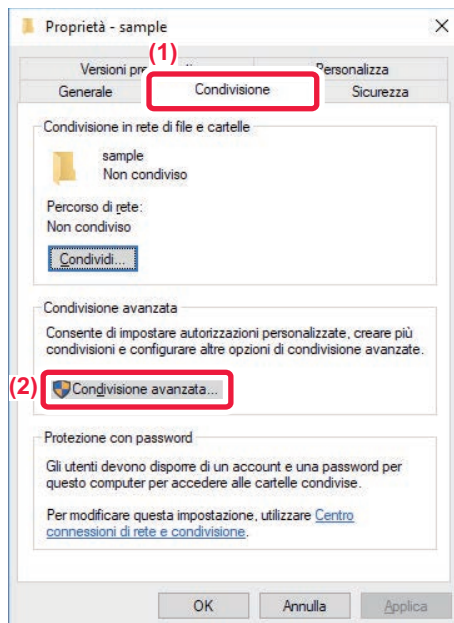 Proprietà - sample
(1)
Personalizza
Generale
Condivisione
Sicurezza
Condivisione in rete di file e cartelle
sample
Non condiviso
Percorso di rete:
Non condiviso
Condividi...
Condivisione avanzata
Consente di impostare autorizzazioni personalizzate, creare più
condivisioni e configurare altre opzioni di condivisione avanzate.
(2)
Condivisione avanzata...
Protezione con password
Gli utenti devono disporre di un account e una password per
questo computer per accedere alle cartelle condivise.
Per modificare questa impostazione, utilizzare Centro
connessioni di rete e condivisione.
OK
Annulla
Applica